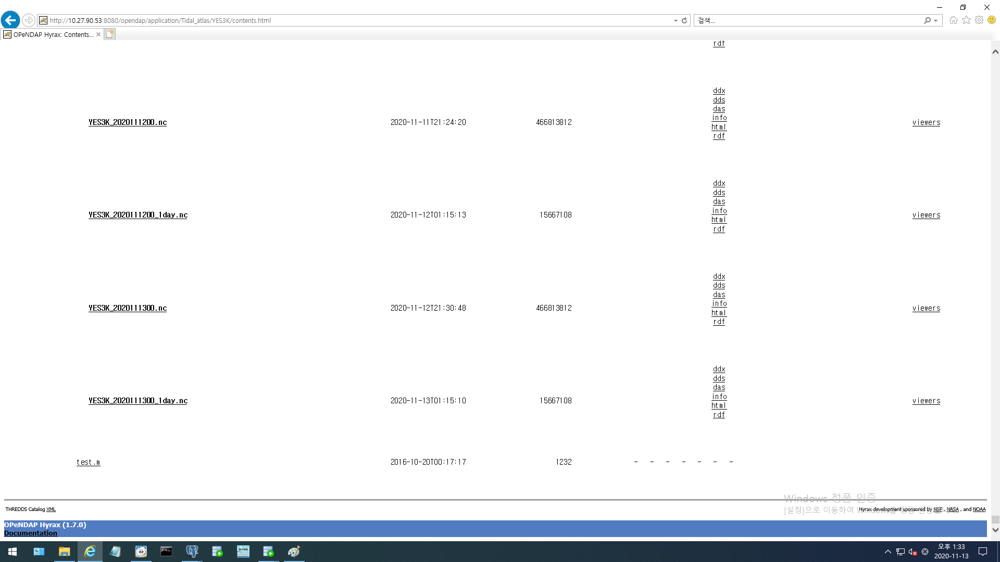 http://10.27.90.53:8080/opendap/application/Tidal_atlas/YES3K/contents.html
검색...
OPeNDAP Hyrax: Contents...
rdf
ddx
dds
das
YES3K_2020111200.nc 2020-11-11T21:24:20 466813812 info viewers
html
rdf
ddx
dds
das
YES3K_2020111200_1day.nc 2020-11-12T01:15:13 15667108 info viewers
html
rdf
ddx
dds
das
YES3K_2020111300.nc 2020-11-12T21:30:48 466813812 info viewers
html
rdf
ddx
dds
das
YES3K_2020111300_1day.nc 2020-11-13T01:15:10 15667108 info viewers
html
rdf
test.m 2016-10-20T00:17:17 1232 - - - - - - -
Windows 정품 인증
THREDDS Catalog XML Hyrax development sponsored by NSF , NASA , and NOAA
[설정]으로 이동하여 Windows를 정품
OPeNDAP Hyrax (1.7.0)
Documentation
S-100
오후 1:33
2020-11-13